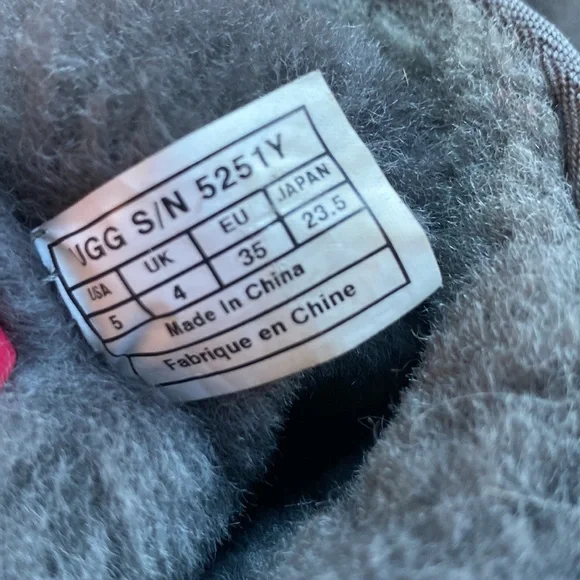 UGG S/N 5251Y
USA UK EU JAPAN
5 4 35 23.5
Made In China
Fabrique en Chine